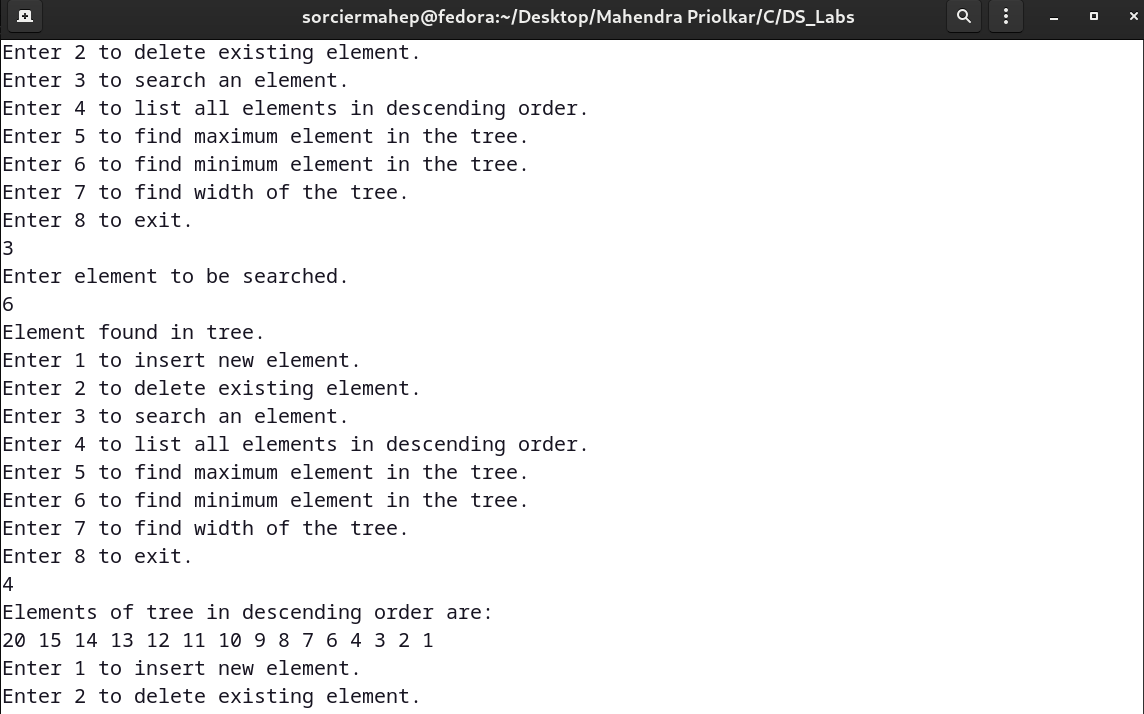 sorciermahep@fedora:~/Desktop/Mahendra Priolkar/C/DS_Labs
Enter 2 to delete existing element.
Enter 3 to search an element.
Enter 4 to list all elements in descending order.
Enter 5 to find maximum element in the tree.
Enter 6 to find minimum element in the tree.
Enter 7 to find width of the tree.
Enter 8 to exit.
3
Enter element to be searched.
6
Element found in tree.
Enter 1 to insert new element.
Enter 2 to delete existing element.
Enter 3 to search an element.
Enter 4 to list all elements in descending order.
Enter 5 to find maximum element in the tree.
Enter 6 to find minimum element in the tree.
Enter 7 to find width of the tree.
Enter 8 to exit.
4
Elements of tree in descending order are:
20 15 14 13 12 11 10 9 8 7 6 4 3 2 1
Enter 1 to insert new element.
Enter 2 to delete existing element.